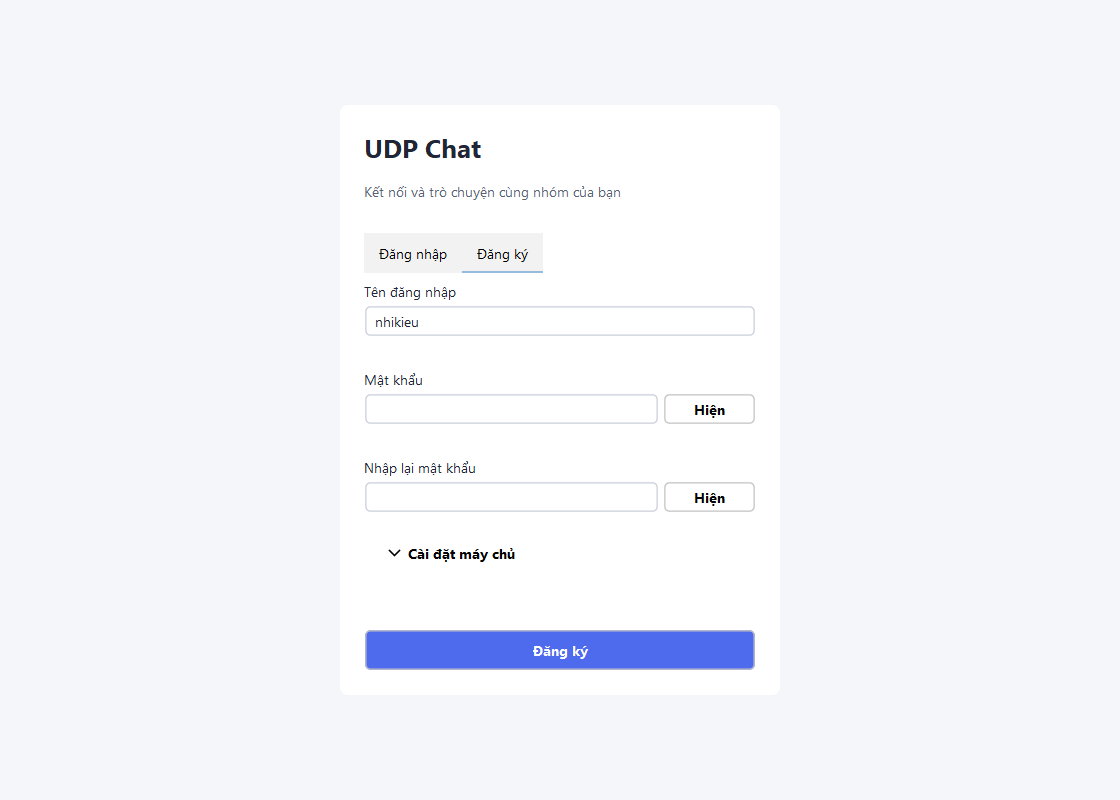 UDP Chat
Kết nối và trò chuyện cùng nhóm của bạn
Đăng nhập Đăng ký
Tên đăng nhập
nhikieu
Mật khẩu
Hiện
Nhập lại mật khẩu
Hiện
Cài đặt máy chủ
Đăng ký